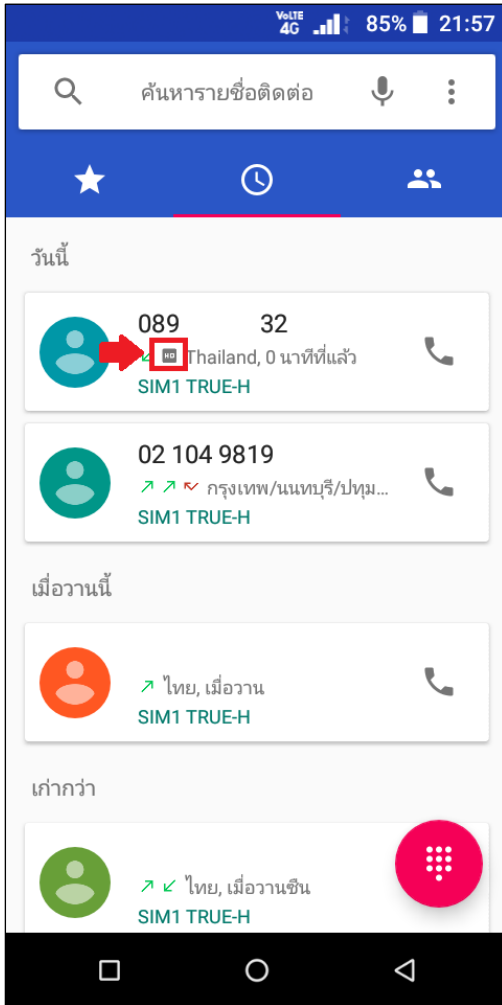 VoLTE
4G 85% 21:57
ค้นหารายชื่อติดต่อ
วันนี้
089 32
HD Thailand, 0 นาทีที่แล้ว
SIM1 TRUE-H
02 104 9819
กรุงเทพ/นนทบุรี/ปทุม...
SIM1 TRUE-H
เมื่อวานนี้
ไทย, เมื่อวาน
SIM1 TRUE-H
เก่ากว่า
ไทย, เมื่อวานซืน
SIM1 TRUE-H